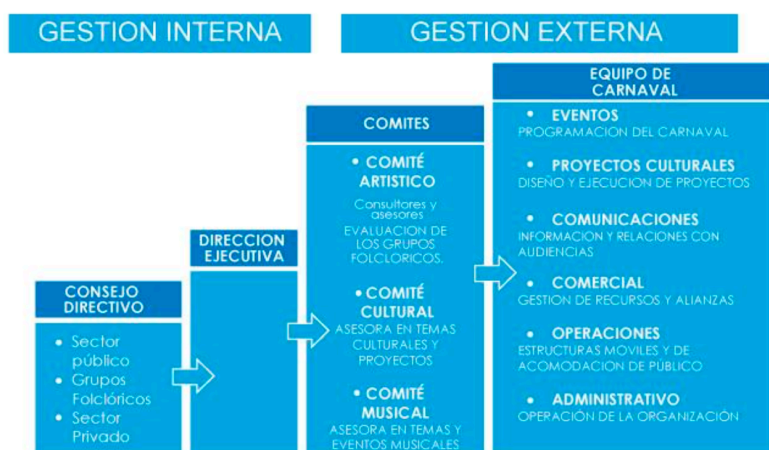 GESTION INTERNA
GESTION EXTERNA
CONSEJO
DIRECTIVO
• Sector
público
• Grupos
Folclóricos
• Sector
Privado
DIRECCION
EJECUTIVA
COMITES
• COMITÉ
ARTISTICO
Consultores y
asesores
EVALUACION DE
LOS GRUPOS
FOLCLORICOS.
• COMITÉ
CULTURAL
ASESORA EN TEMAS
CULTURALES Y
PROYECTOS
• COMITÉ
MUSICAL
ASESORA EN TEMAS Y
EVENTOS MUSICALES
EQUIPO DE
CARNAVAL
• EVENTOS
PROGRAMACION DEL CARNAVAL
• PROYECTOS CULTURALES
DISEÑO Y EJECUCION DE PROYECTOS
• COMUNICACIONES
INFORMACION Y RELACIONES CON
AUDIENCIAS
• COMERCIAL
GESTION DE RECURSOS Y ALIANZAS
• OPERACIONES
ESTRUCTURAS MOVILES Y DE
ACOMODACION DE PÚBLICO
• ADMINISTRATIVO
OPERACIÓN DE LA ORGANIZACIÓN